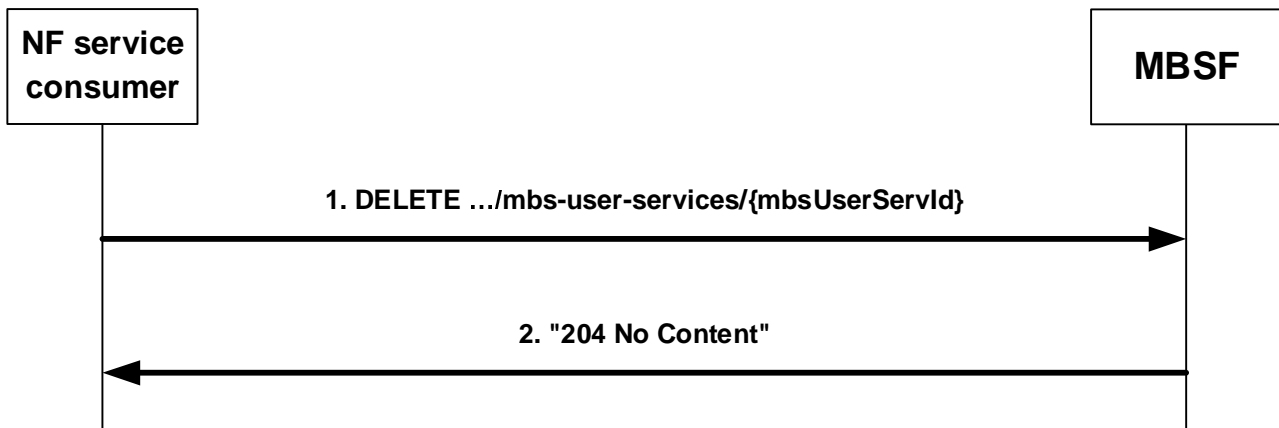 NF service
consumer
MBSF
1. DELETE …/mbs-user-services/{mbsUserServId}
2. "204 No Content"